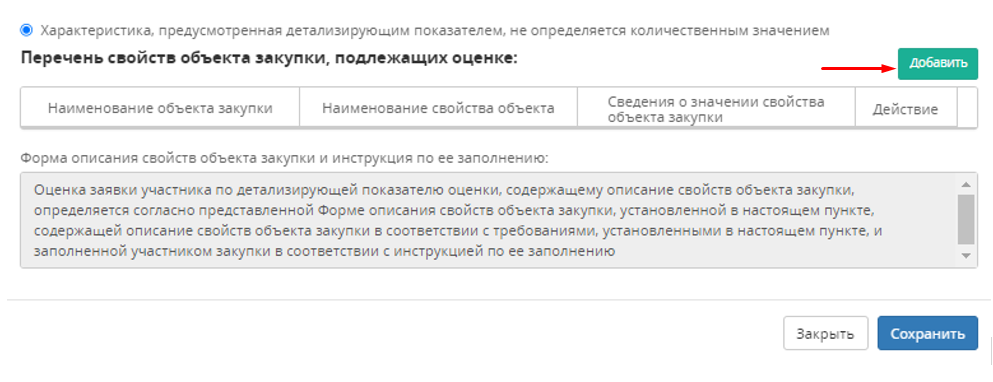 Характеристика, предусмотренная детализирующим показателем, не определяется количественным значением
Перечень свойств объекта закупки, подлежащих оценке:
Добавить
Наименование объекта закупки
Наименование свойства объекта
Сведения о значении свойства
объекта закупки
Действие
Форма описания свойств объекта закупки и инструкция по ее заполнению:
Оценка заявки участника по детализирующей показателю оценки, содержащему описание свойств объекта закупки,
определяется согласно представленной Форме описания свойств объекта закупки, установленной в настоящем пункте,
содержащей описание свойств объекта закупки в соответствии с требованиями, установленными в настоящем пункте, и
заполненной участником закупки в соответствии с инструкцией по ее заполнению
Закрыть
Сохранить